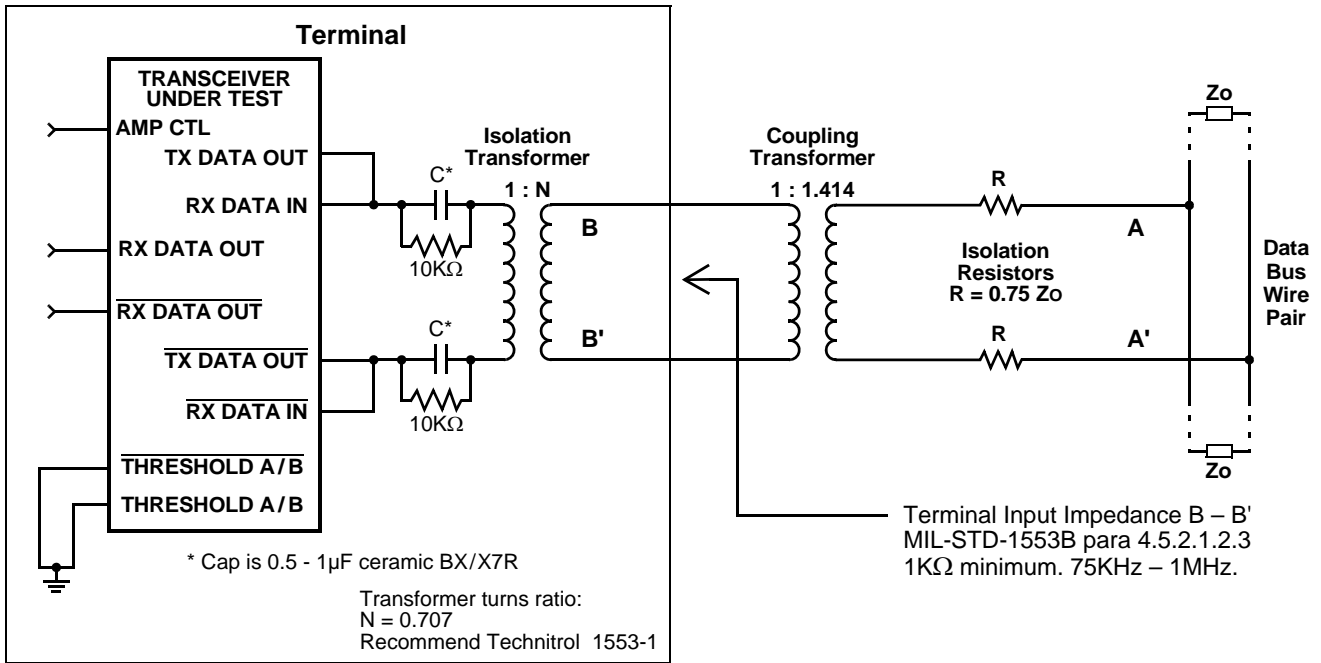 Terminal
TRANSCEIVER
UNDER TEST
AMP CTL
TX DATA OUT
RX DATA IN
RX DATA OUT
RX DATA OUT
TX DATA OUT
RX DATA IN
THRESHOLD A/B
THRESHOLD A/B
C*
10KΩ
C*
10KΩ
Isolation
Transformer
1 : N
B
B'
Coupling
Transformer
1 : 1.414
R
Isolation
Resistors
R = 0.75 Zo
R
A
A'
Zo
Data
Bus
Wire
Pair
Zo
* Cap is 0.5 - 1µF ceramic BX/X7R
Transformer turns ratio:
N = 0.707
Recommend Technitrol 1553-1
Terminal Input Impedance B – B'
MIL-STD-1553B para 4.5.2.1.2.3
1KΩ minimum. 75KHz – 1MHz.